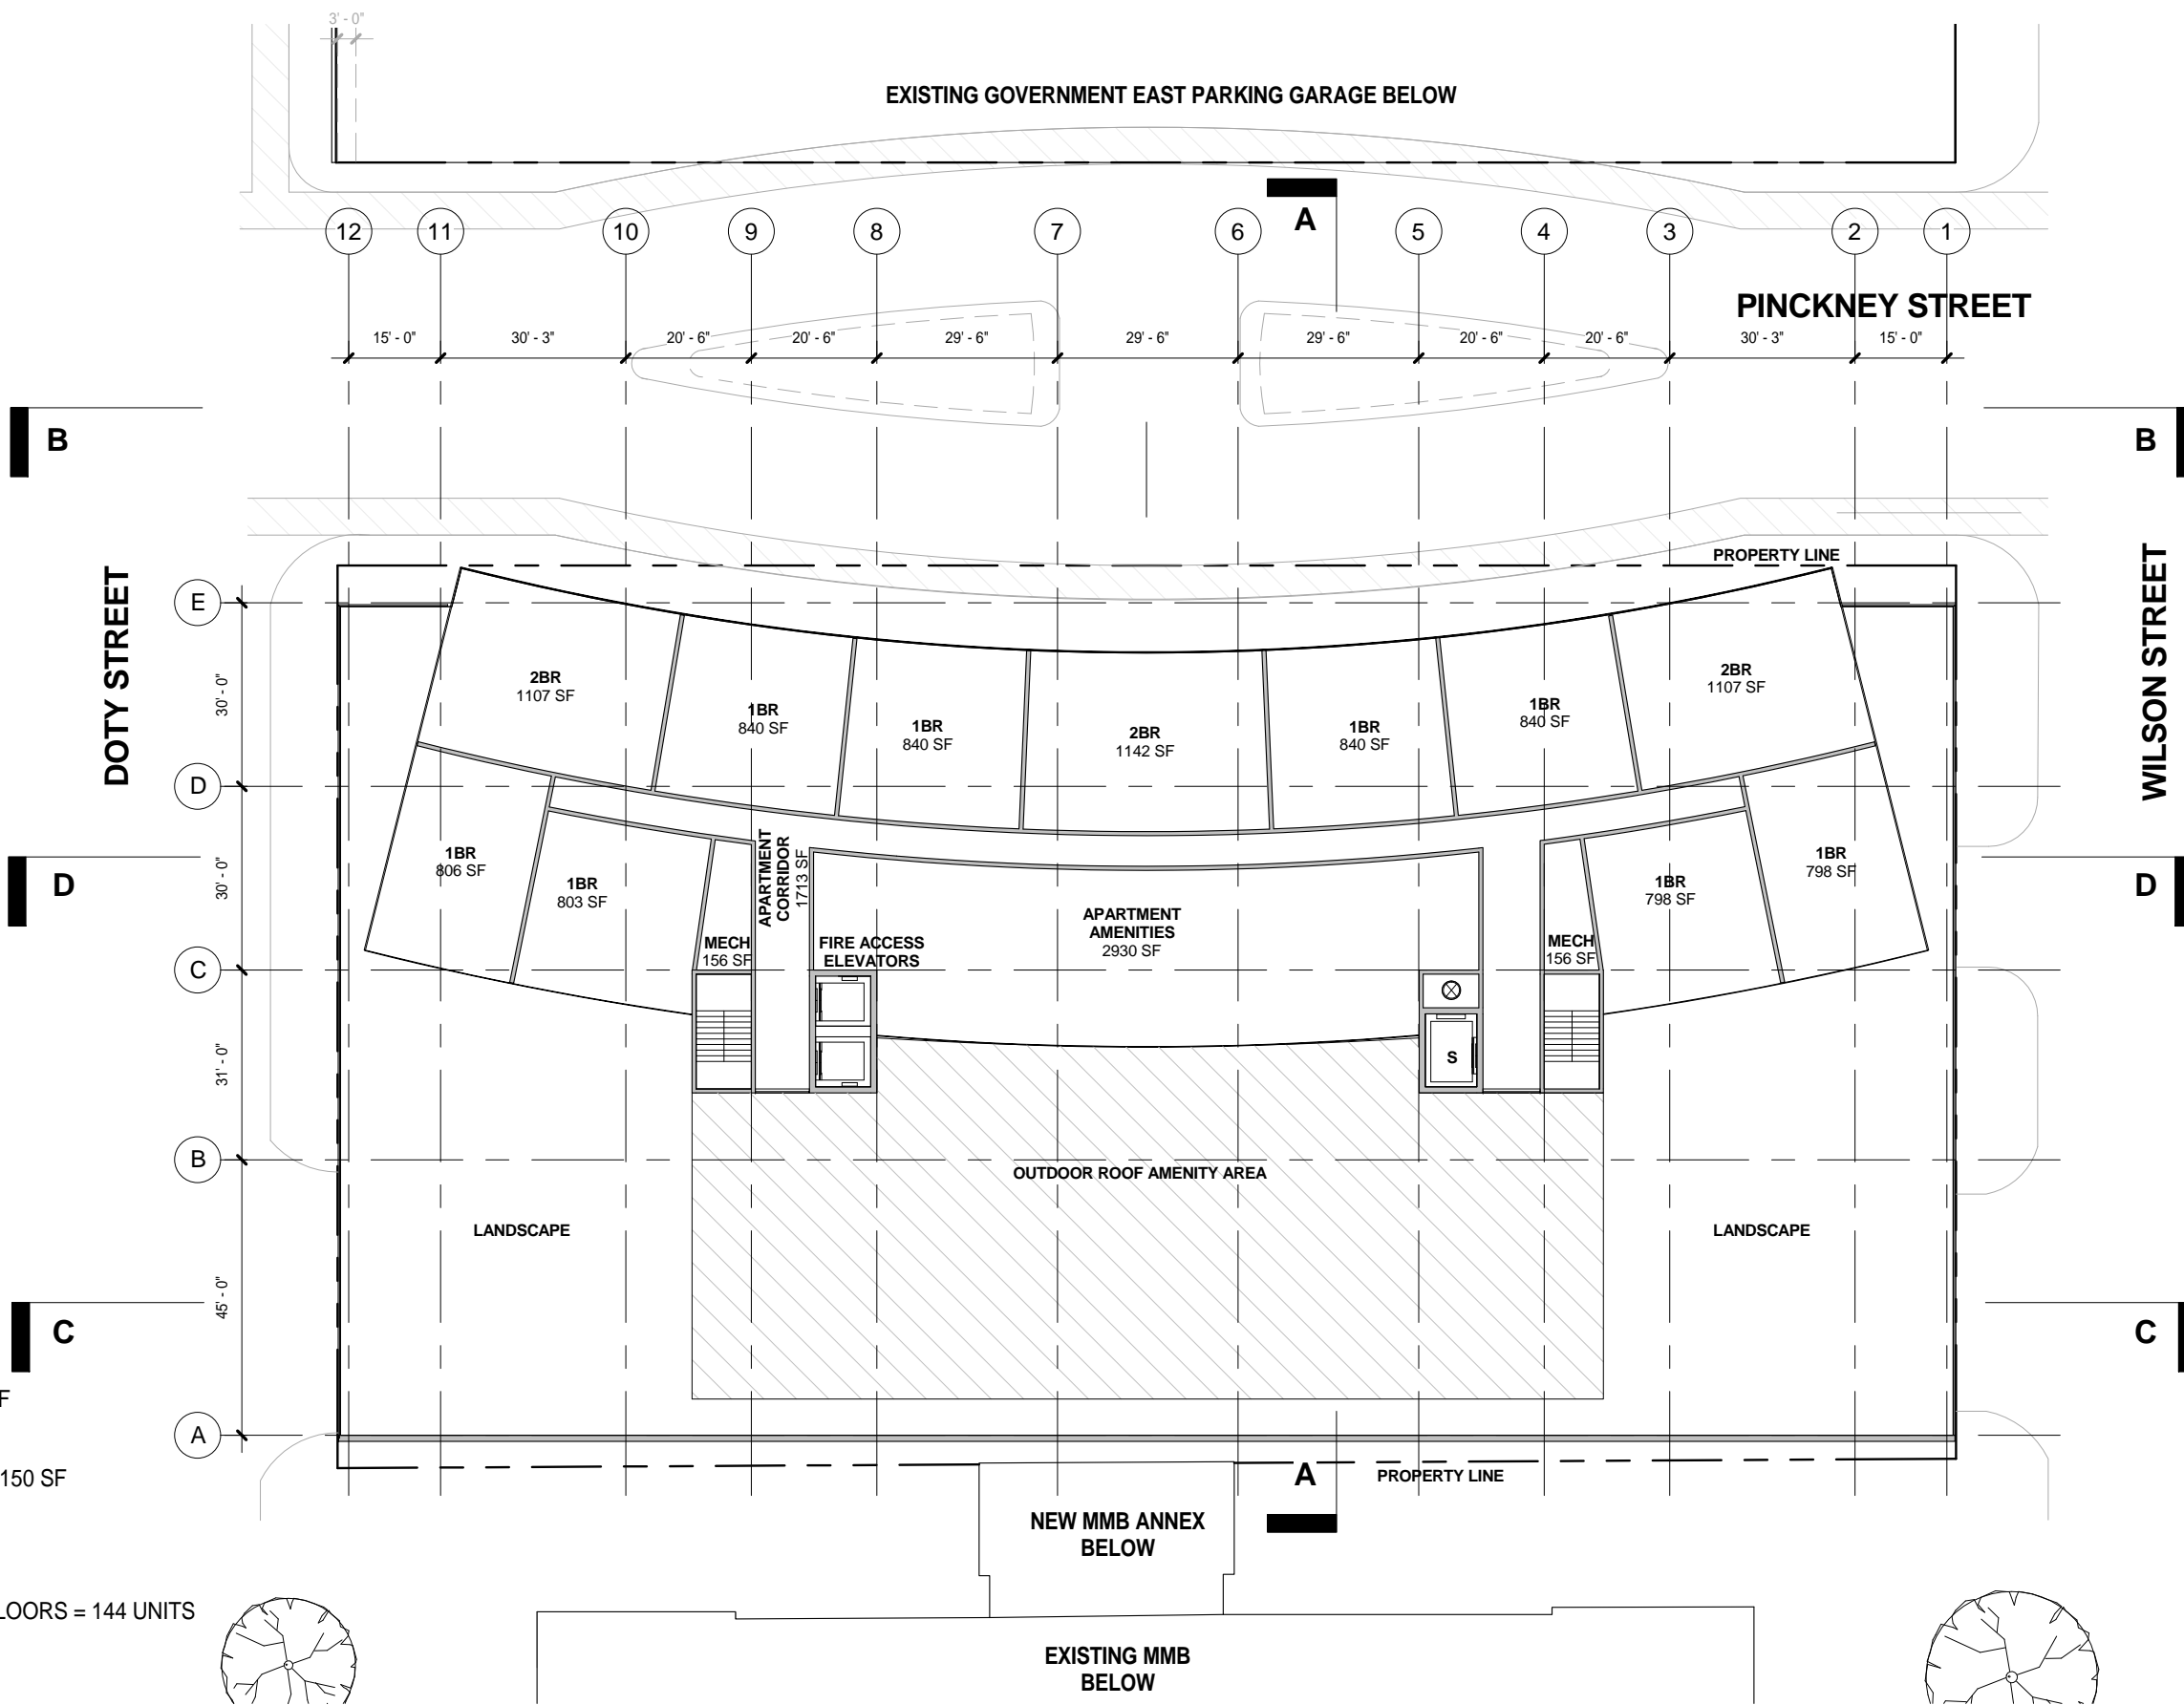 3' - 0"
EXISTING GOVERNMENT EAST PARKING GARAGE BELOW
A
12 11 10 9 8 7 6 5 4 3 2 1
PINCKNEY STREET
15' - 0" 30' - 3" 20' - 6" 20' - 6" 29' - 6" 29' - 6" 29' - 6" 20' - 6" 20' - 6" 30' - 3" 15' - 0"
B
B
PROPERTY LINE
DOTY STREET
WILSON STREET
E
30' - 0"
D
30' - 0"
C
31' - 0"
B
45' - 0"
A
2BR
1107 SF
1BR
840 SF
1BR
840 SF
2BR
1142 SF
1BR
840 SF
1BR
840 SF
2BR
1107 SF
1BR
806 SF
1BR
803 SF
MECH
156 SF
APARTMENT
CORRIDOR
1713 SF
FIRE ACCESS
ELEVATORS
APARTMENT
AMENITIES
2930 SF
MECH
156 SF
1BR
798 SF
1BR
798 SF
D
D
S
OUTDOOR ROOF AMENITY AREA
LANDSCAPE
LANDSCAPE
C
C
F
150 SF
A
PROPERTY LINE
NEW MMB ANNEX
BELOW
LOORS = 144 UNITS
EXISTING MMB
BELOW